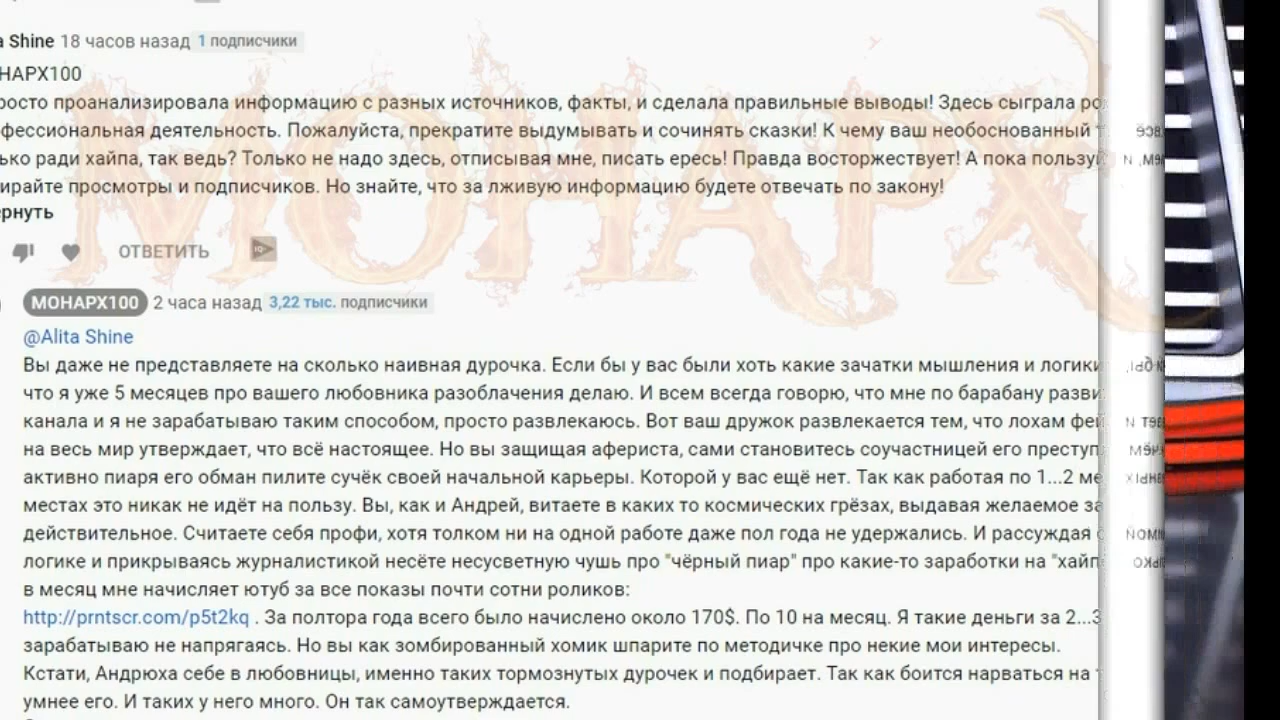 a Shine 18 часов назад 1 подписчики
НАРХ100
росто проанализировала информацию с разных источников, факты, и сделала правильные выводы! Здесь сыграла ро
фессиональная деятельность. Пожалуйста, прекратите выдумывать и сочинять сказки! К чему ваш необоснованный
ько ради хайпа, так ведь? Только не надо здесь, отписывая мне, писать ересь! Правда восторжествует! А пока пользуй
ирайте просмотры и подписчиков. Но знайте, что за лживую информацию будете отвечать по закону!
ернуть
ОТВЕТИТЬ
МОНАРХ
МОНАРХ100 2 часа назад 3,22 тыс. подписчики
@Alita Shine
Вы даже не представляете на сколько наивная дурочка. Если бы у вас были хоть какие зачатки мышления и логики
что я уже 5 месяцев про вашего любовника разоблачения делаю. И всем всегда говорю, что мне по барабану разви
канала и я не зарабатываю таким способом, просто развлекаюсь. Вот ваш дружок развлекается тем, что лохам фей
на весь мир утверждает, что всё настоящее. Но вы защищая афериста, сами становитесь соучастницей его преступ
активно пиаря его обман пилите сучёк своей начальной карьеры. Которой у вас ещё нет. Так как работая по 1...2 ме
местах это никак не идёт на пользу. Вы, как и Андрей, витаете в каких то космических грёзах, выдавая желаемое за
действительное. Считаете себя профи, хотя толком ни на одной работе даже пол года не удержались. И рассуждая о
логике и прикрываясь журналистикой несёте несусветную чушь про "чёрный пиар" про какие-то заработки на "хайп
в месяц мне начисляет ютуб за все показы почти сотни роликов:
http://prntscr.com/p5t2kq . За полтора года всего было начислено около 170$. По 10 на месяц. Я такие деньги за 2...3
зарабатываю не напрягаясь. Но вы как зомбированный хомик шпарите по методичке про некие мои интересы.
Кстати, Андрюха себе в любовницы, именно таких тормознутых дурочек и подбирает. Так как боится нарваться на
умнее его. И таких у него много. Он так самоутверждается.